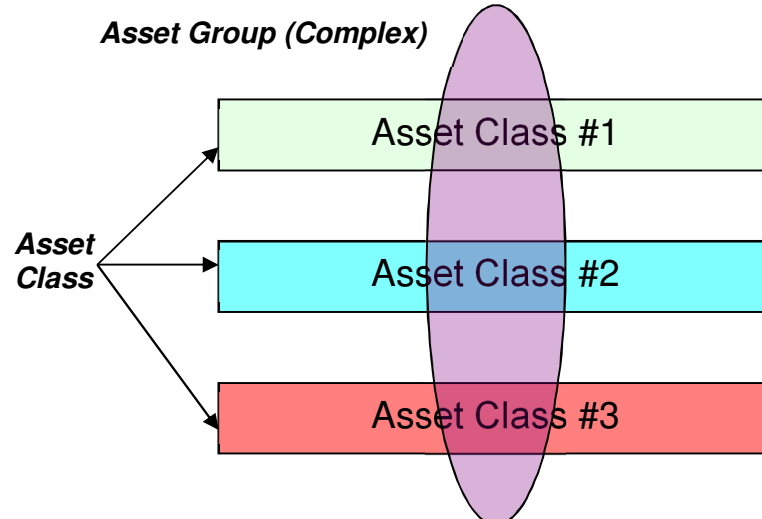 Asset Group (Complex)
Asset Class #1
Asset
Class
Asset Class #2
Asset Class #3